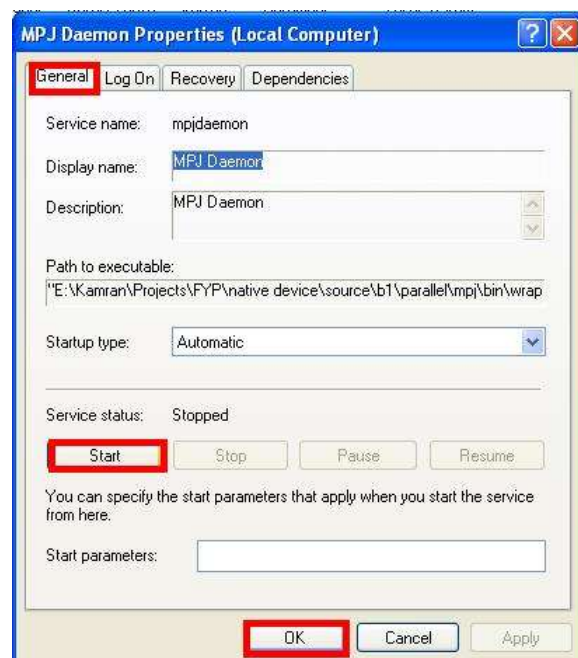 MPJ Daemon Properties (Local Computer)
General Log On Recovery Dependencies
Service name: mpjdaemon
Display name: MPJ Daemon
Description: MPJ Daemon
Path to executable:
"E:\Kamran\Projects\FYP\native device\source\b1\parallel\mpj\bin\wrap
Startup type: Automatic
Service status: Stopped
Start Stop Pause Resume
You can specify the start parameters that apply when you start the service
from here.
Start parameters:
OK Cancel Apply